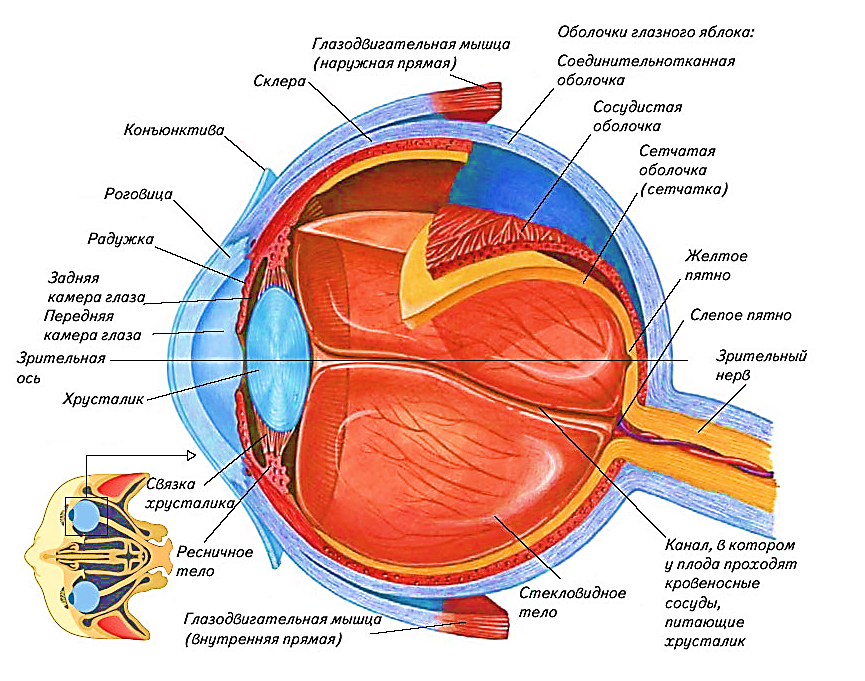 Оболочки глазного яблока:
Глазодвигательная мышца
(наружная прямая)
Соединительнотканная
оболочка
Склера
Сосудистая
оболочка
Конъюнктива
Сетчатая
оболочка
(сетчатка)
Роговица
Радужка
Желтое
пятно
Задняя
камера глаза
Передняя
камера глаза
Слепое пятно
Зрительная
ось
Зрительный
нерв
Хрусталик
Связка
хрусталика
Ресничное
тело
Канал, в котором
у плода проходят
кровеносные
сосуды,
питающие
хрусталик
Стекловидное
тело
Глазодвигательная мышца
(внутренняя прямая)